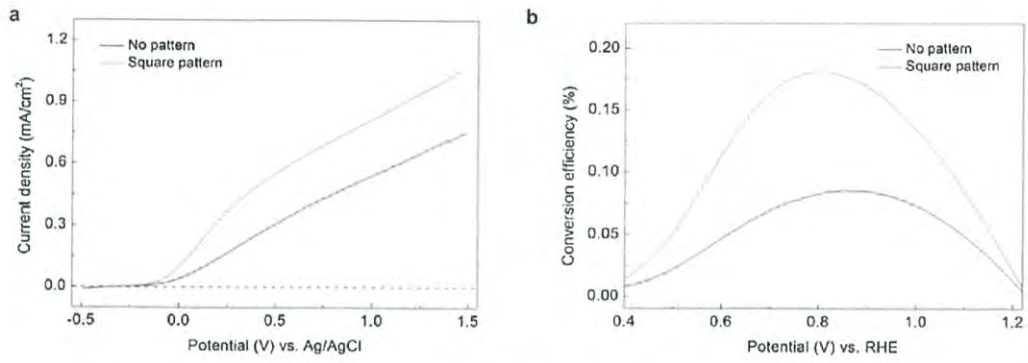 a
1.2
0.9
0.6
0.3
0.0
Current density (mA/cm²)
No pattern
Square pattern
-0.5
0.0
0.5
1.0
1.5
Potential (V) vs. Ag/AgCl
b
0.20
0.15
0.10
0.05
0.00
Conversion efficiency (%)
No pattern
Square pattern
0.4
0.6
0.8
1.0
1.2
Potential (V) vs. RHE